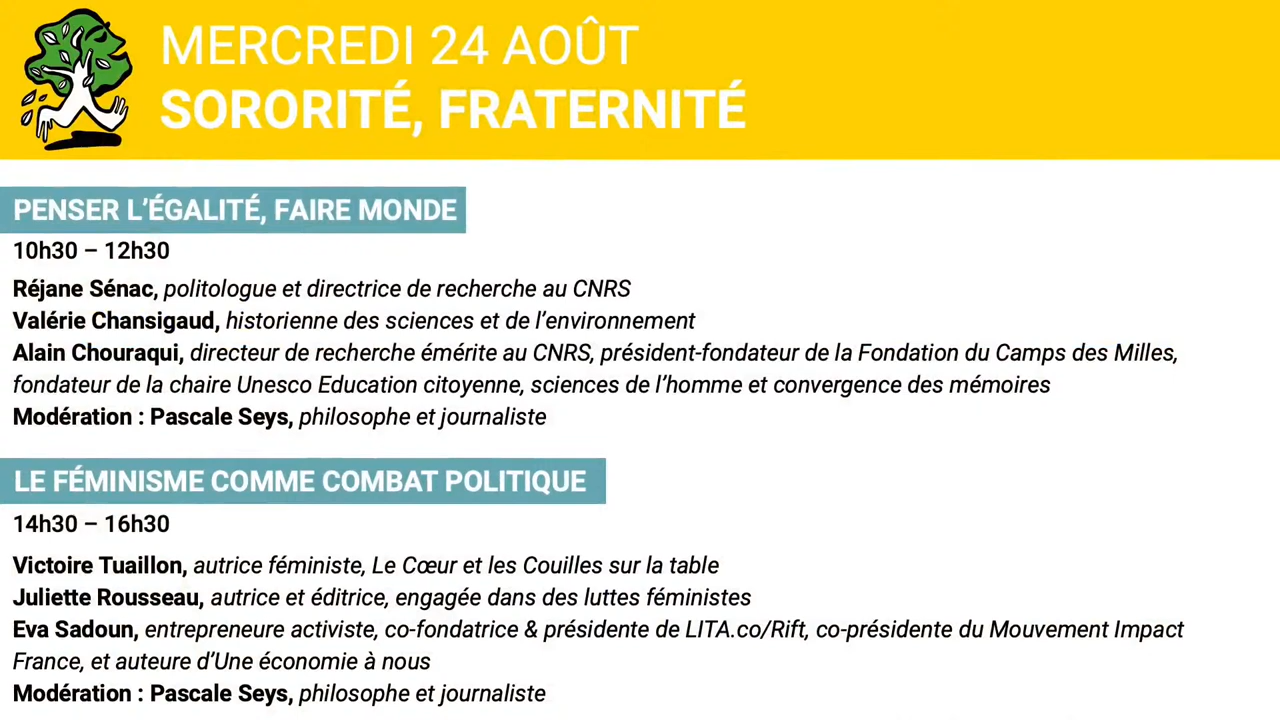 MERCREDI 24 AOÛT
SORORITÉ, FRATERNITÉ
PENSER L’ÉGALITÉ, FAIRE MONDE
10h30 – 12h30
Réjane Sénac, politologue et directrice de recherche au CNRS
Valérie Chansigaud, historienne des sciences et de l’environnement
Alain Chouraqui, directeur de recherche émérite au CNRS, président-fondateur de la Fondation du Camps des Milles,
fondateur de la chaire Unesco Education citoyenne, sciences de l’homme et convergence des mémoires
Modération : Pascale Seys, philosophe et journaliste
LE FÉMINISME COMME COMBAT POLITIQUE
14h30 – 16h30
Victoire Tuaillon, autrice féministe, Le Cœur et les Couilles sur la table
Juliette Rousseau, autrice et éditrice, engagée dans des luttes féministes
Eva Sadoun, entrepreneure activiste, co-fondatrice & présidente de LITA.co/Rift, co-présidente du Mouvement Impact
France, et auteure d’Une économie à nous
Modération : Pascale Seys, philosophe et journaliste